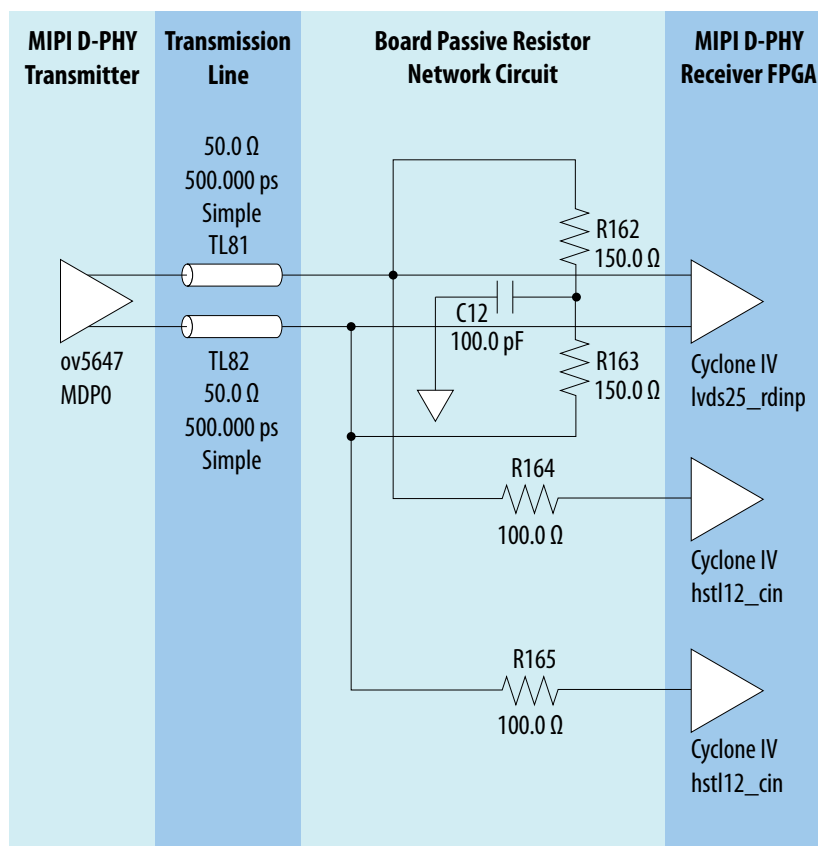 MIPI D-PHY
Transmitter
Transmission
Line
Board Passive Resistor
Network Circuit
MIPI D-PHY
Receiver FPGA
50.0 Ω
500.000 ps
Simple
TL81
R162
150.0 Ω
C12
100.0 pF
ov5647
MDP0
TL82
50.0 Ω
500.000 ps
Simple
R163
150.0 Ω
Cyclone IV
lvds25_rdinp
R164
100.0 Ω
Cyclone IV
hstl12_cin
R165
100.0 Ω
Cyclone IV
hstl12_cin